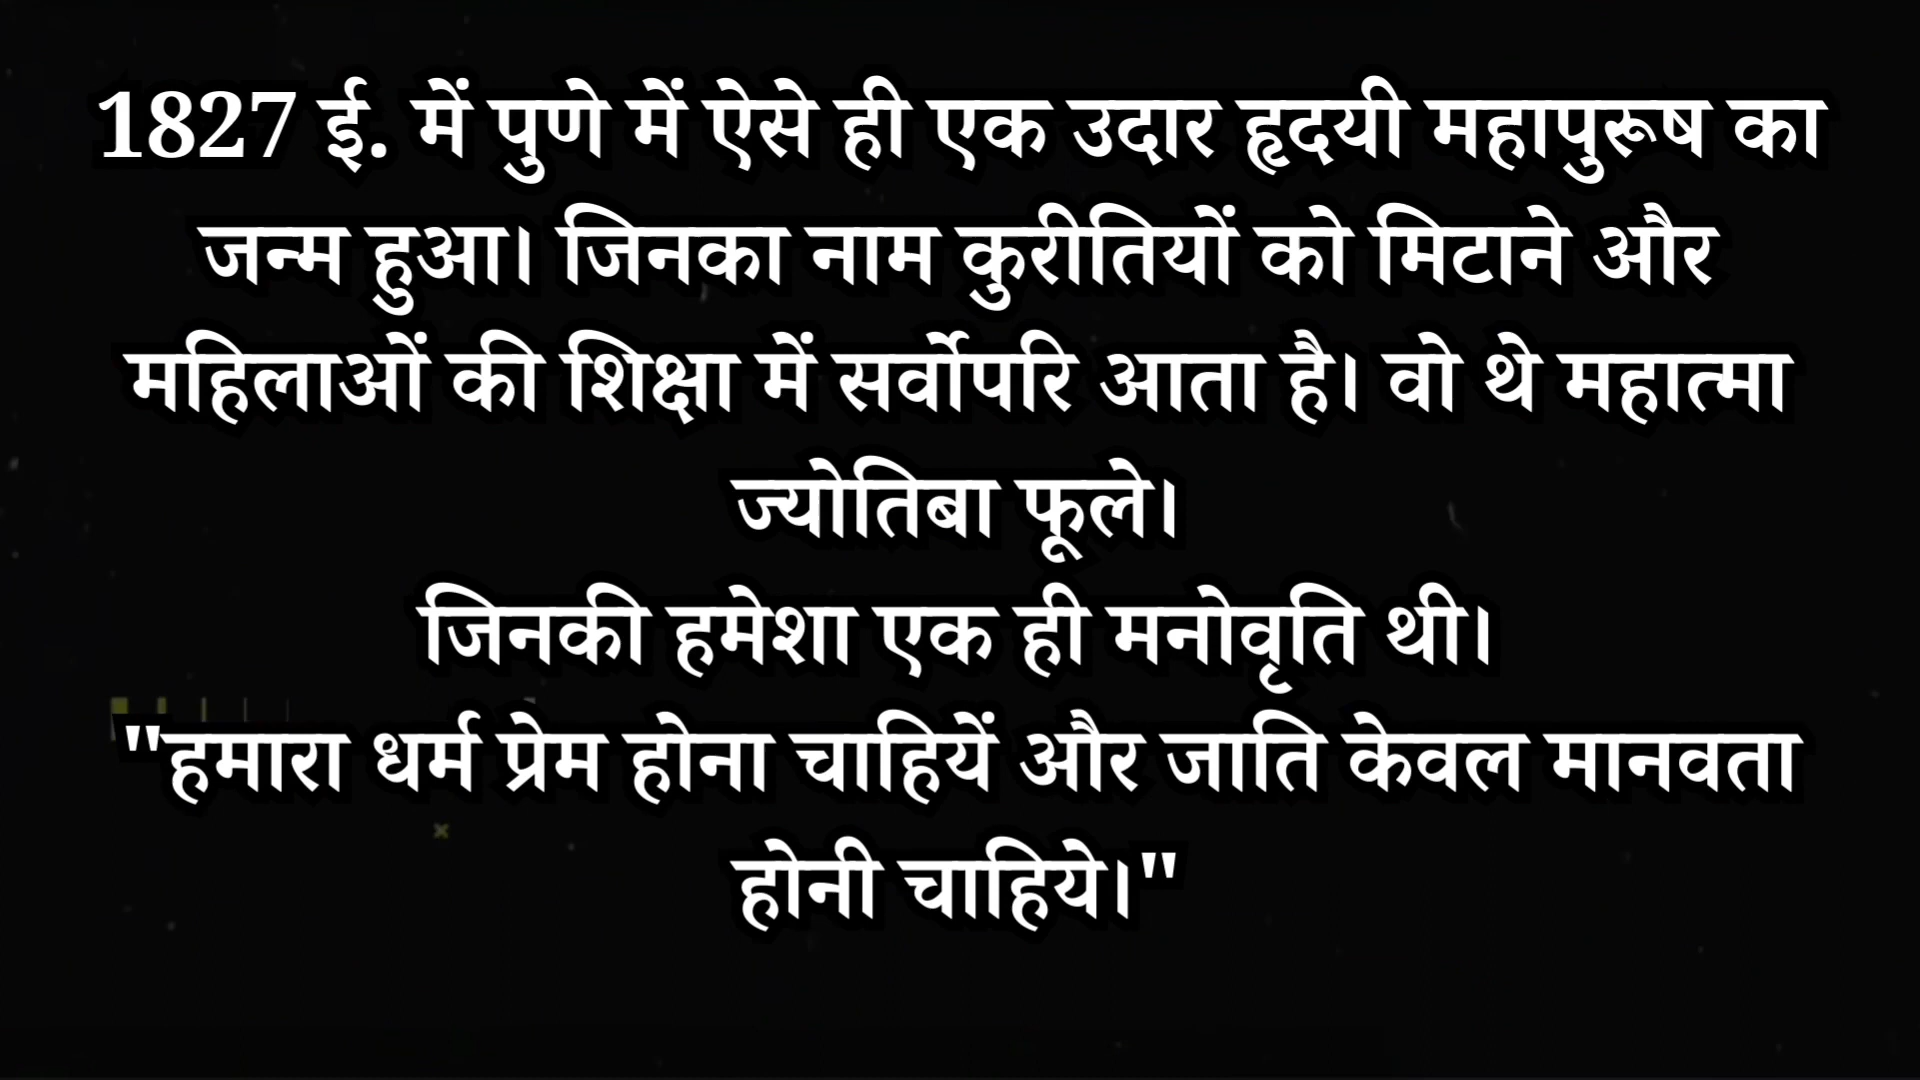 1827 ई. में पुणे में ऐसे ही एक उदार हृदयी महापुरूष का
जन्म हुआ। जिनका नाम कुरीतियों को मिटाने और
महिलाओं की शिक्षा में सर्वोपरि आता है। वो थे महात्मा
ज्योतिबा फूले।
जिनकी हमेशा एक ही मनोवृति थी।
"हमारा धर्म प्रेम होना चाहियें और जाति केवल मानवता
होनी चाहिये।"